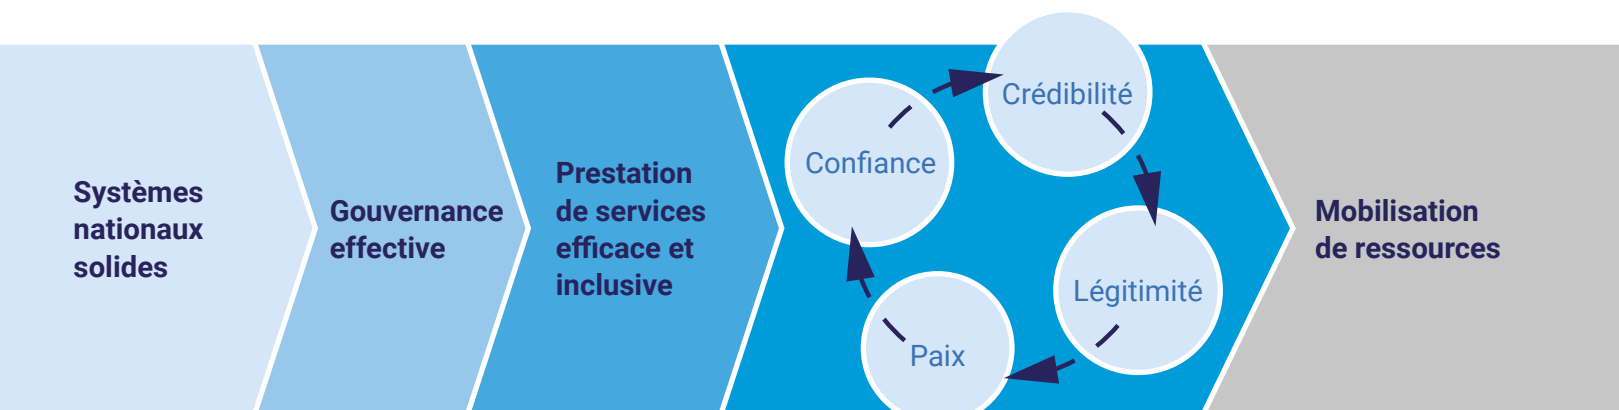 Systèmes
nationaux
solides
Gouvernance
effective
Prestation
de services
efficace et
inclusive
Confiance
Crédibilité
Légitimité
Paix
Mobilisation
de ressources